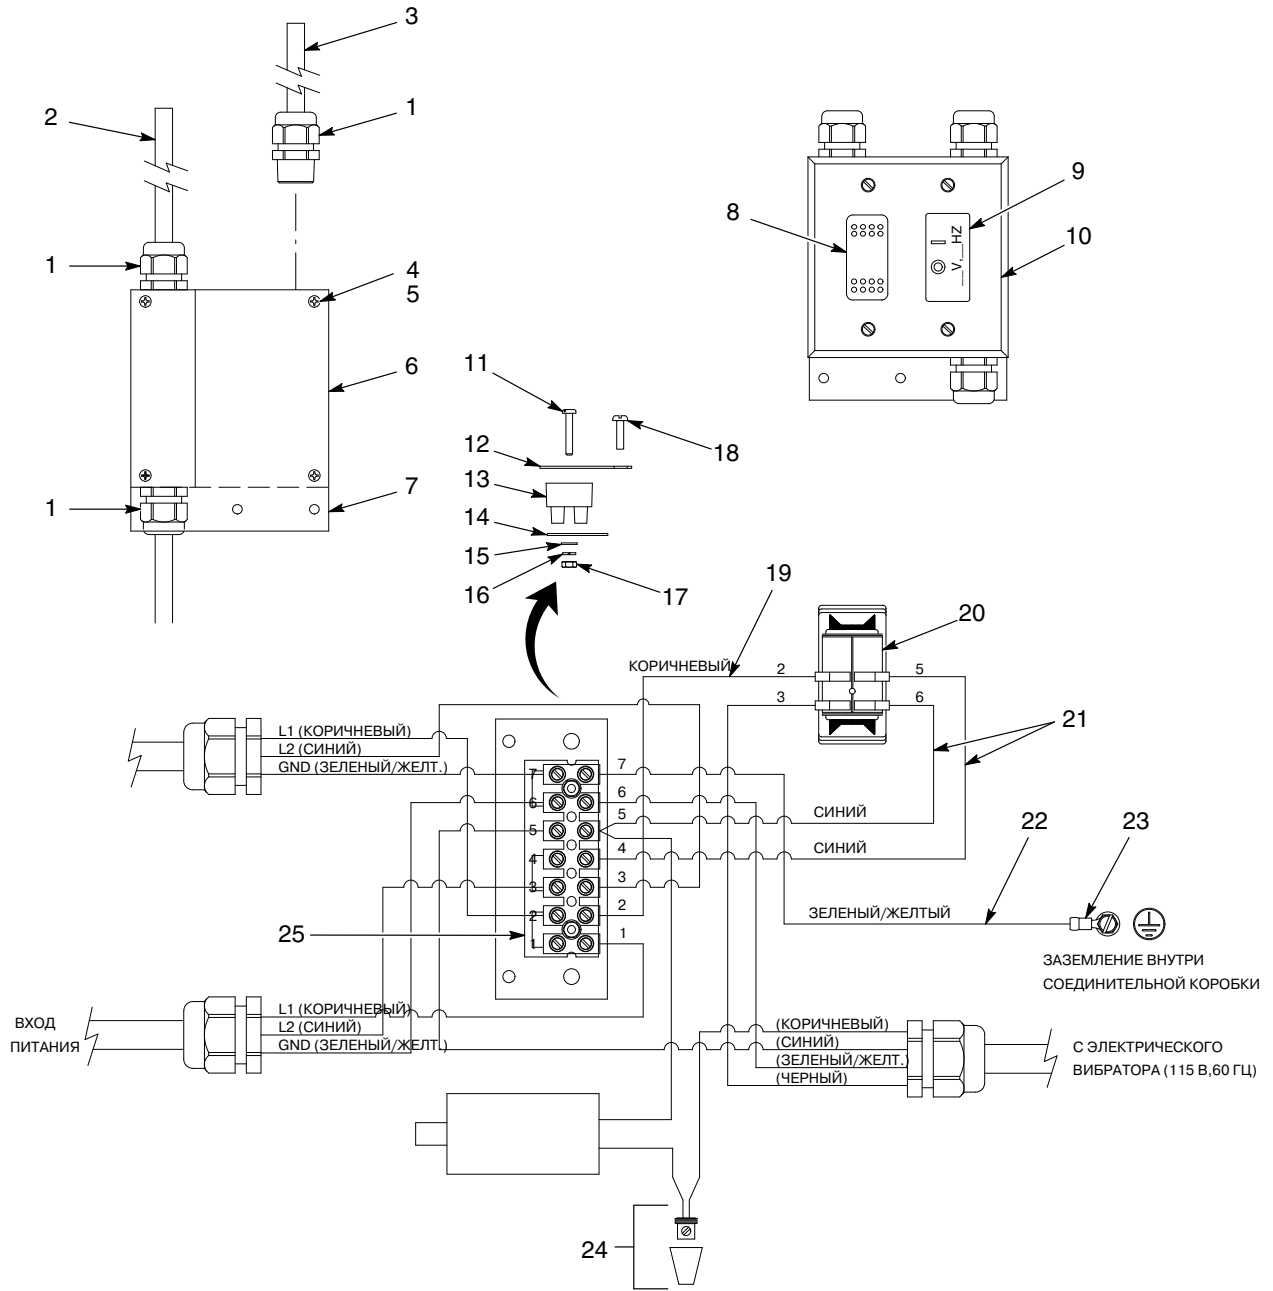 3
2
1
1
4
5
6
1
7
8
9
10
__V,__HZ
11
12
18
13
14
15
16
17
19
20
КОРИЧНЕВЫЙ
2
5
3
6
21
L1 (КОРИЧНЕВЫЙ)
L2 (СИНИЙ)
GND (ЗЕЛЕНЫЙ/ЖЕЛТ.)
7
7
6
6
5
5
4
4
3
3
2
2
1
1
СИНИЙ
СИНИЙ
22
23
ЗЕЛЕНЫЙ/ЖЕЛТЫЙ
25
ЗАЗЕМЛЕНИЕ ВНУТРИ
СОЕДИНИТЕЛЬНОЙ КОРОБКИ
ВХОД
ПИТАНИЯ
L1 (КОРИЧНЕВЫЙ)
L2 (СИНИЙ)
GND (ЗЕЛЕНЫЙ/ЖЕЛТ.)
(КОРИЧНЕВЫЙ)
(СИНИЙ)
(ЗЕЛЕНЫЙ/ЖЕЛТ.)
(ЧЕРНЫЙ)
С ЭЛЕКТРИЧЕСКОГО
ВИБРАТОРА (115 В,60 ГЦ)
24